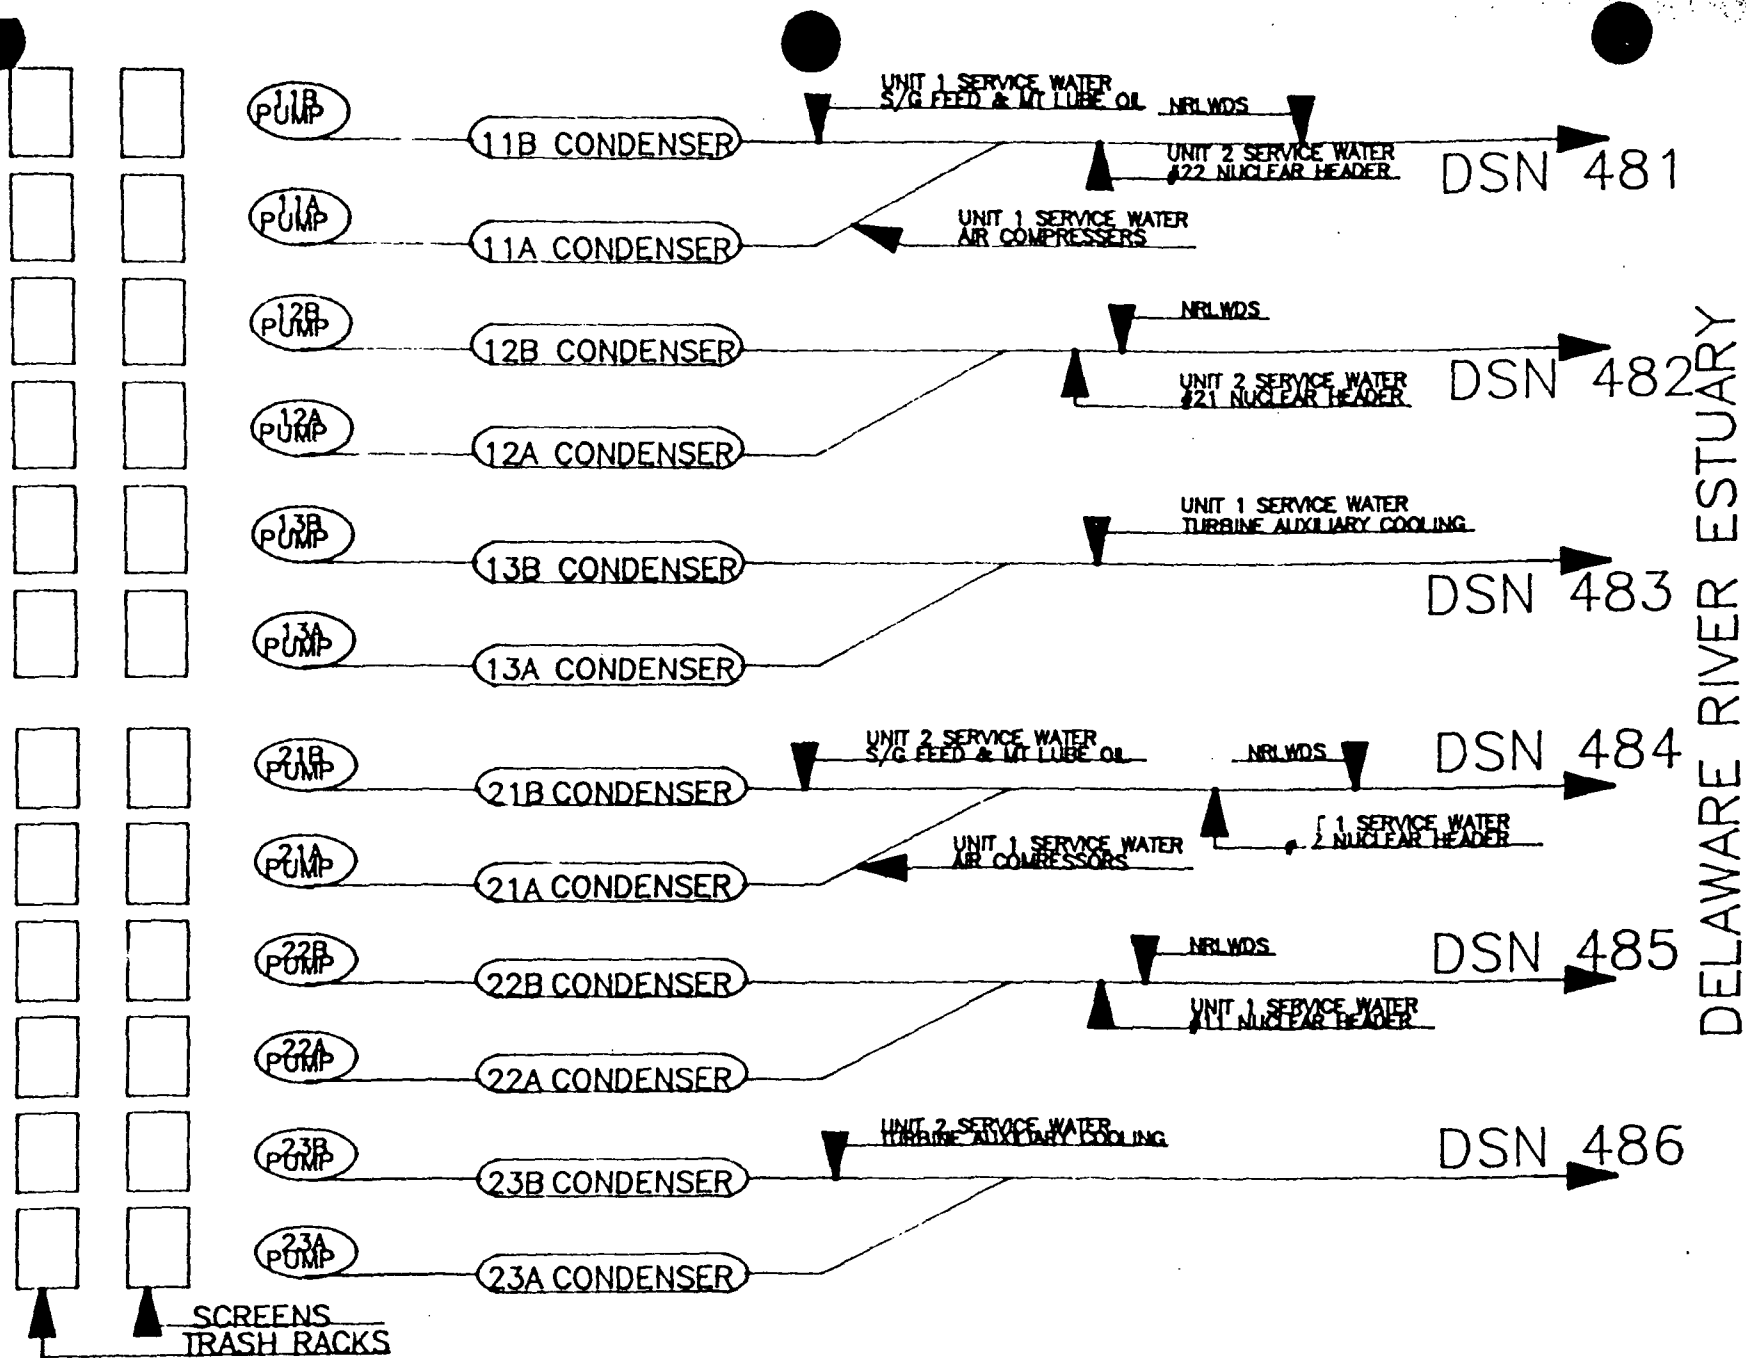 UNIT 1 SERVICE WATER
S/G FEED & MT LUBE OIL
NRLWDS
11B
PUMP
11B CONDENSER
UNIT 2 SERVICE WATER
#22 NUCLEAR HEADER
DSN 481
11A
PUMP
11A CONDENSER
UNIT 1 SERVICE WATER
AIR COMPRESSERS
12B
PUMP
12B CONDENSER
NRLWDS
UNIT 2 SERVICE WATER
#21 NUCLEAR HEADER
DSN 482
12A
PUMP
12A CONDENSER
UNIT 1 SERVICE WATER
TURBINE AUXILIARY COOLING
13B
PUMP
13B CONDENSER
DSN 483
13A
PUMP
13A CONDENSER
UNIT 2 SERVICE WATER
S/G FEED & MT LUBE OIL
NRLWDS
DSN 484
21B
PUMP
21B CONDENSER
1 SERVICE WATER
2 NUCLEAR HEADER
21A
PUMP
21A CONDENSER
UNIT 1 SERVICE WATER
AIR COMRESSORS
22B
PUMP
22B CONDENSER
NRLWDS
DSN 485
UNIT 1 SERVICE WATER
#11 NUCLEAR HEADER
22A
PUMP
22A CONDENSER
UNIT 2 SERVICE WATER
TURBINE AUXILIARY COOLING
DSN 486
23B
PUMP
23B CONDENSER
23A
PUMP
23A CONDENSER
SCREENS
TRASH RACKS
DELAWARE RIVER ESTUARY